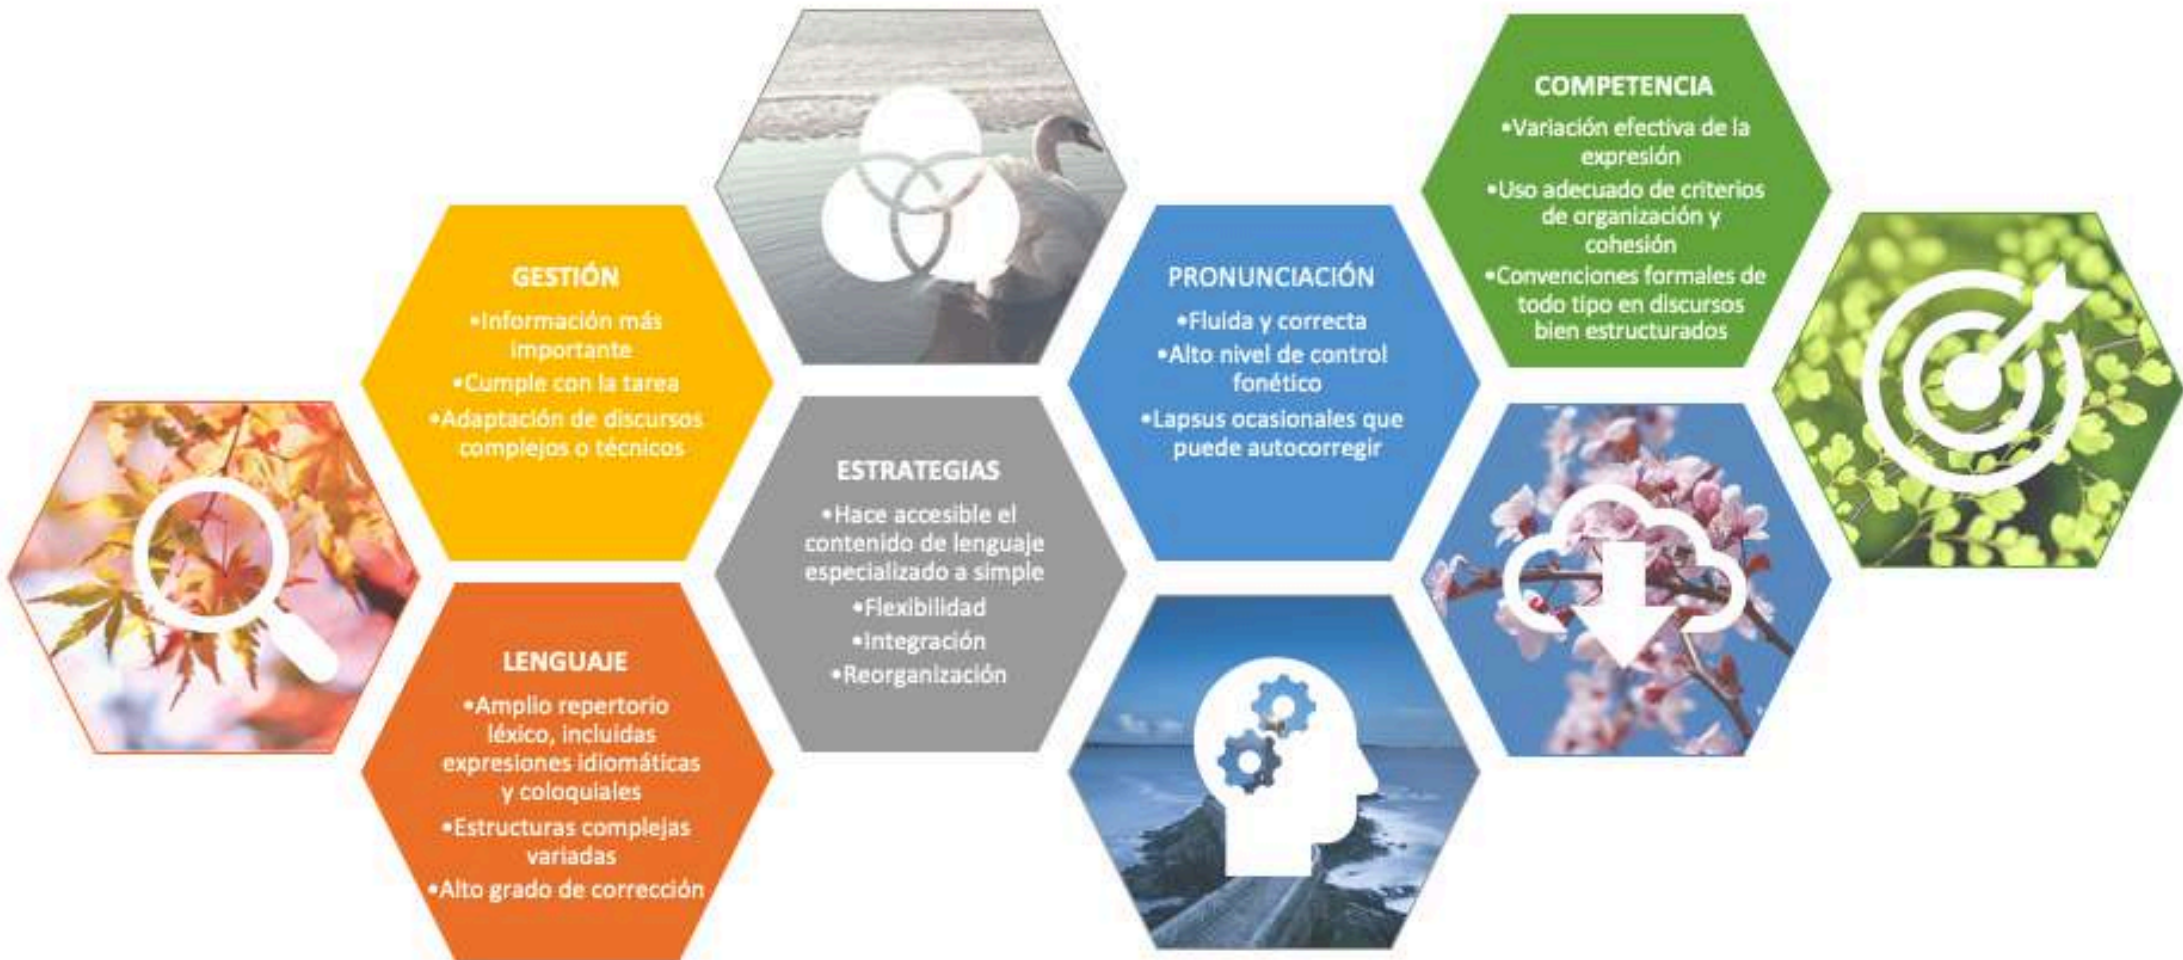 GESTIÓN
•Información más
importante
•Cumple con la tarea
•Adaptación de discursos
complejos o técnicos
LENGUAJE
•Amplio repertorio
léxico, incluidas
expresiones idiomáticas
y coloquiales
•Estructuras complejas
variadas
•Alto grado de corrección
ESTRATEGIAS
•Hace accesible el
contenido de lenguaje
especializado a simple
•Flexibilidad
•Integración
•Reorganización
PRONUNCIACIÓN
•Fluida y correcta
•Alto nivel de control
fonético
•Lapsus ocasionales que
puede autocorregir
COMPETENCIA
•Variación efectiva de la
expresión
•Uso adecuado de criterios
de organización y
cohesión
•Convenciones formales de
todo tipo en discursos
bien estructurados